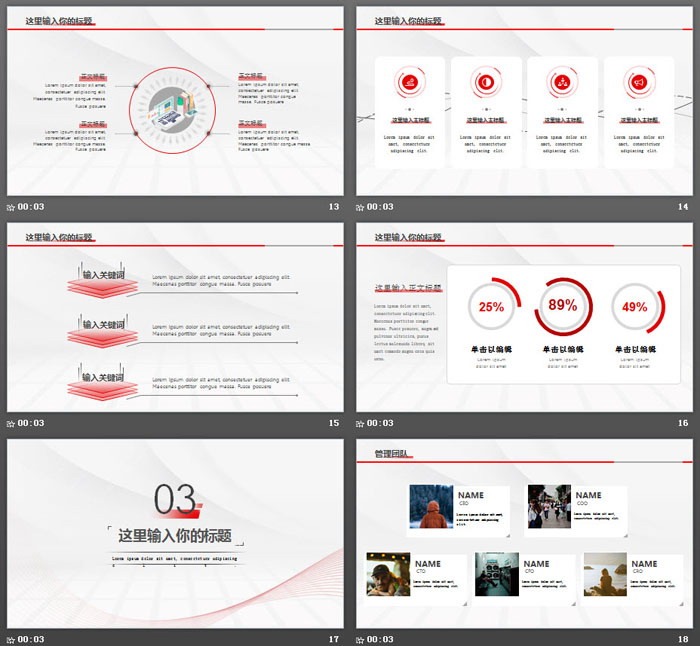 这里输入你的标题
正文标题
Lorem ipsum dolor sit amet,
consectetuer adipiscing elit.
Maecenas porttitor congue massa.
Fusce posuere
正文标题
Lorem ipsum dolor sit amet,
consectetuer adipiscing elit.
Maecenas porttitor congue massa.
Fusce posuere
正文标题
Lorem ipsum dolor sit amet,
consectetuer adipiscing elit.
Maecenas porttitor congue
massa. Fusce posuere
正文标题
Lorem ipsum dolor sit amet,
consectetuer adipiscing elit.
Maecenas porttitor congue massa.
Fusce posuere
00:03
13
这里输入你的标题
这里输入主标题
Lorem ipsum dolor sit
amet, consectetuer
adipiscing elit.
这里输入主标题
Lorem ipsum dolor sit
amet, consectetuer
adipiscing elit.
这里输入主标题
Lorem ipsum dolor sit
amet, consectetuer
adipiscing elit.
这里输入主标题
Lorem ipsum dolor sit
amet, consectetuer
adipiscing elit.
00:03
14
这里输入你的标题
输入关键词
Lorem ipsum dolor sit amet, consectetuer adipiscing elit.
Maecenas porttitor congue massa. Fusce posuere
输入关键词
Lorem ipsum dolor sit amet, consectetuer adipiscing elit.
Maecenas porttitor congue massa. Fusce posuere
输入关键词
Lorem ipsum dolor sit amet, consectetuer adipiscing elit.
Maecenas porttitor congue massa. Fusce posuere
00:03
15
这里输入你的标题
这里输入正文标题
Lorem ipsum dolor sit amet,
consectetuer adipiscing elit.
Maecenas porttitor congue
massa. Fusce posuere, magna sed
pulvinar ultricies, purus
lectus malesuada libero, sit
amet commodo magna eros quis
urna.
25%
单击以编辑
Lorem ipsum
dolor sit amet
89%
单击以编辑
Lorem ipsum
dolor sit amet
49%
单击以编辑
Lorem ipsum
dolor sit amet
00:03
16
03
这里输入你的标题
Lorem ipsum dolor sit amet, consectetuer adipiscing
00:03
17
管理团队
NAME
CEO
Lorem ipsum dolor sit amet,
consectetuer adipiscing
elit.
NAME
COO
Lorem ipsum dolor sit amet,
consectetuer adipiscing elit.
NAME
CTO
Lorem ipsum dolor sit amet,
consectetuer adipiscing elit.
NAME
CFO
Lorem ipsum dolor sit amet,
consectetuer adipiscing elit.
NAME
Lorem ipsum dolor sit amet,
consectetuer adipiscing elit.
00:03
18